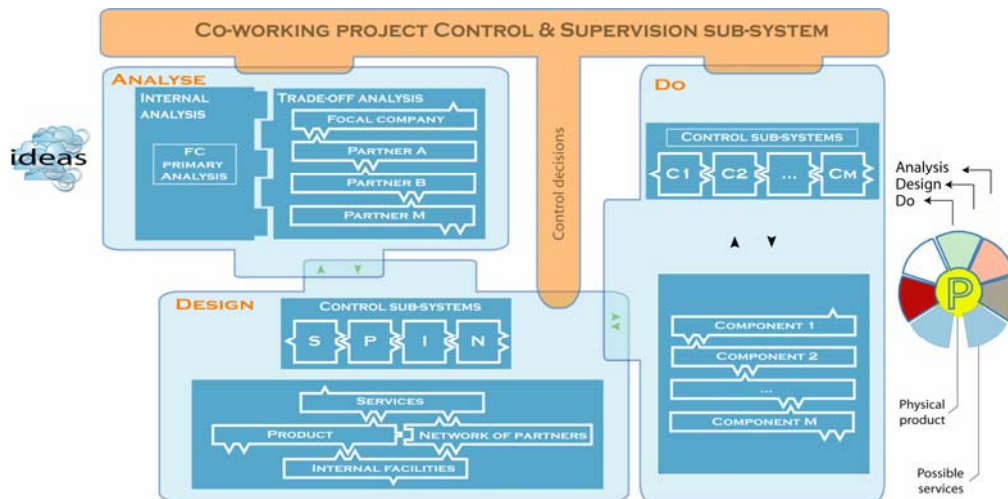 Co-working project Control & Supervision sub-system
Analyse
Internal
analysis
FC
primary
Analysis
Trade-off analysis
Focal company
Partner A
Partner B
Partner M
ideas
Control decisions
Do
Control sub-systems
C1
C2
...
Cm
Component 1
Component 2
...
Component M
Design
Control sub-systems
S
P
I
N
Services
Product
Network of partners
Internal facilities
Analysis
Design
Do
P
Physical
product
Possible
services